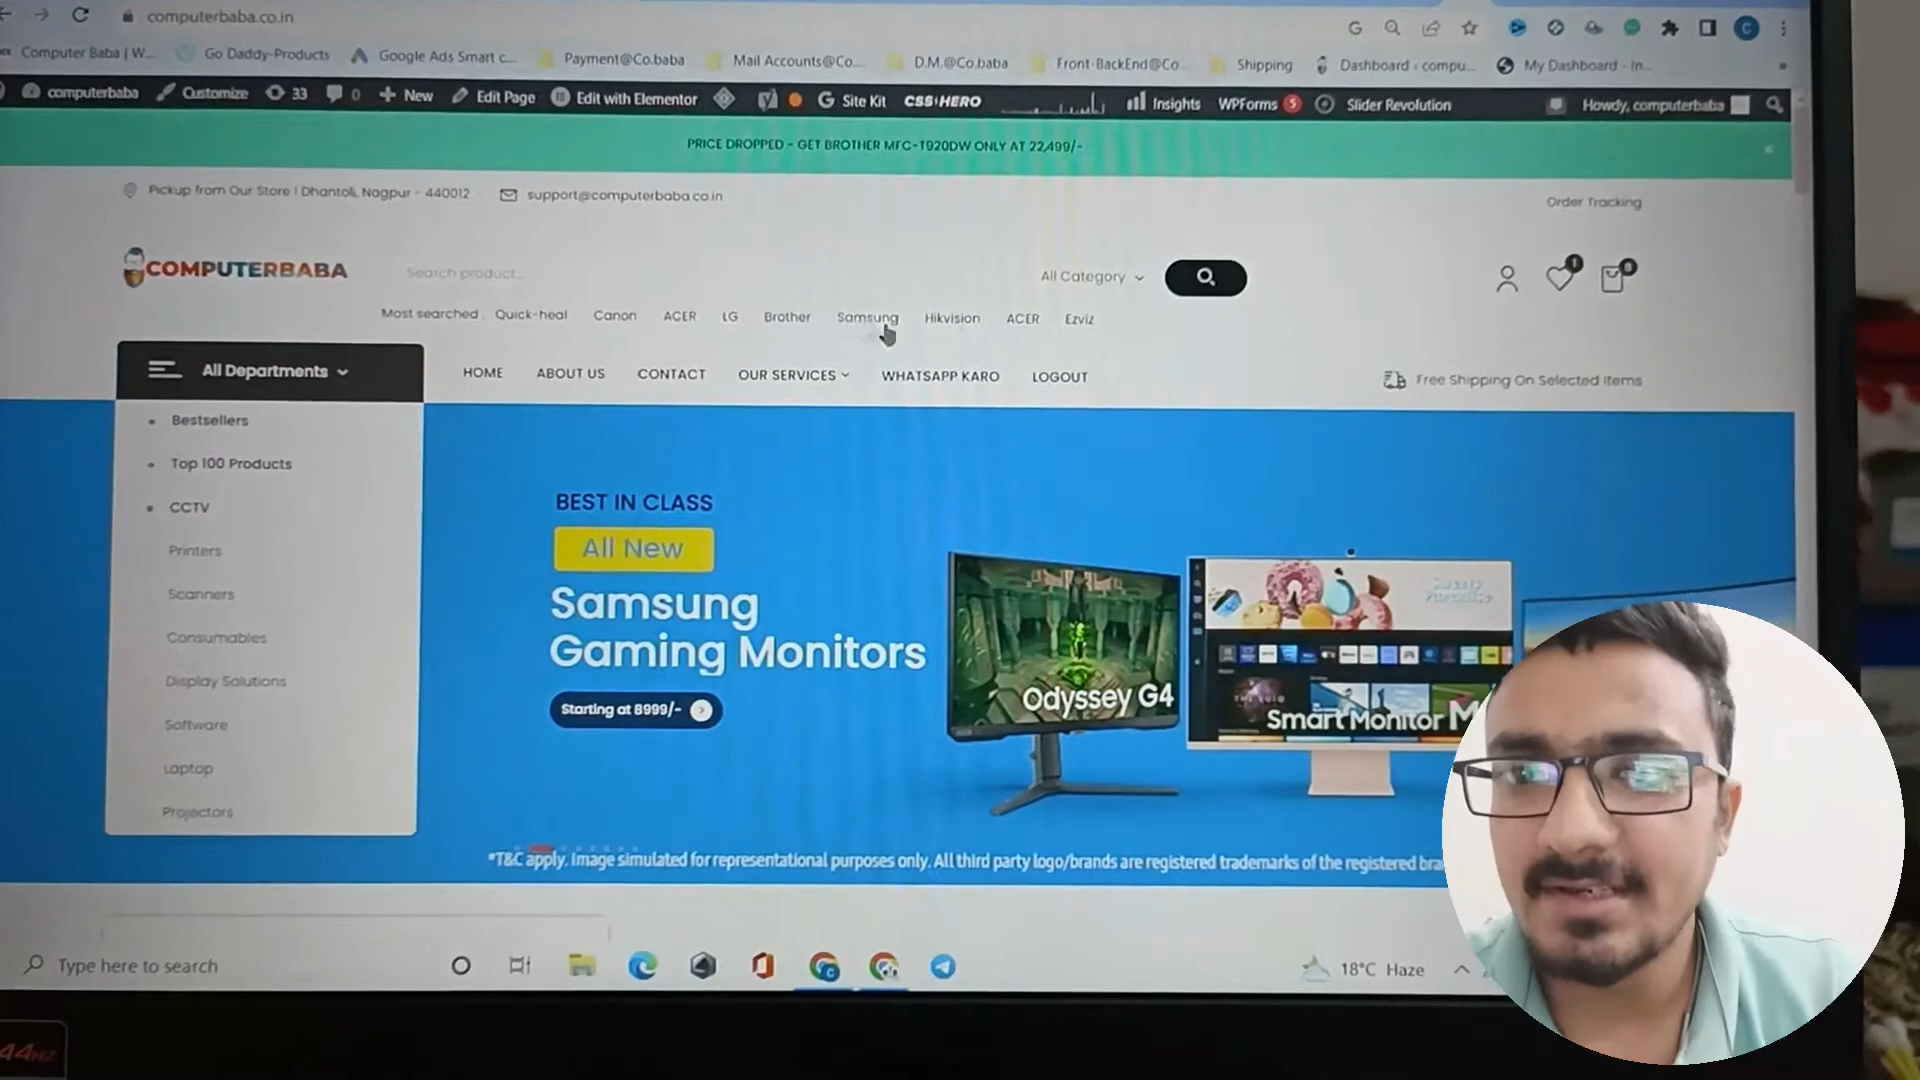 computerbaba.co.in
Computer Baba | W...
Go Daddy-Products
Google Ads Smart c...
Payment@Co.baba
Mail Accounts@Co....
D.M.@Co.baba
Front-BackEnd@Co...
Shipping
Dashboard ‹ compu...
My Dashboard - In...
computerbaba
Customize
33
0
New
Edit Page
Edit with Elementor
Site Kit
CSS HERO
Insights
WPForms 5
Slider Revolution
Howdy, computerbaba
PRICE DROPPED - GET BROTHER MFC-T920DW ONLY AT 22,499/-
Pickup from Our Store | Dhantoli, Nagpur - 440012
support@computerbaba.co.in
Order Tracking
COMPUTERBABA
Search product...
All Category
1
0
Most searched : Quick-heal Canon ACER LG Brother Samsung Hikvision ACER Ezviz
All Departments
HOME
ABOUT US
CONTACT
OUR SERVICES
WHATSAPP KARO
LOGOUT
Free Shipping On Selected Items
Bestsellers
Top 100 Products
CCTV
Printers
Scanners
Consumables
Display Solutions
Software
Laptop
Projectors
BEST IN CLASS
All New
Samsung
Gaming Monitors
Starting at 8999/-
Odyssey G4
Smart Monitor M
*T&C apply. Image simulated for representational purposes only. All third party logo/brands are registered trademarks of the registered bra
Type here to search
18°C Haze
44Hz